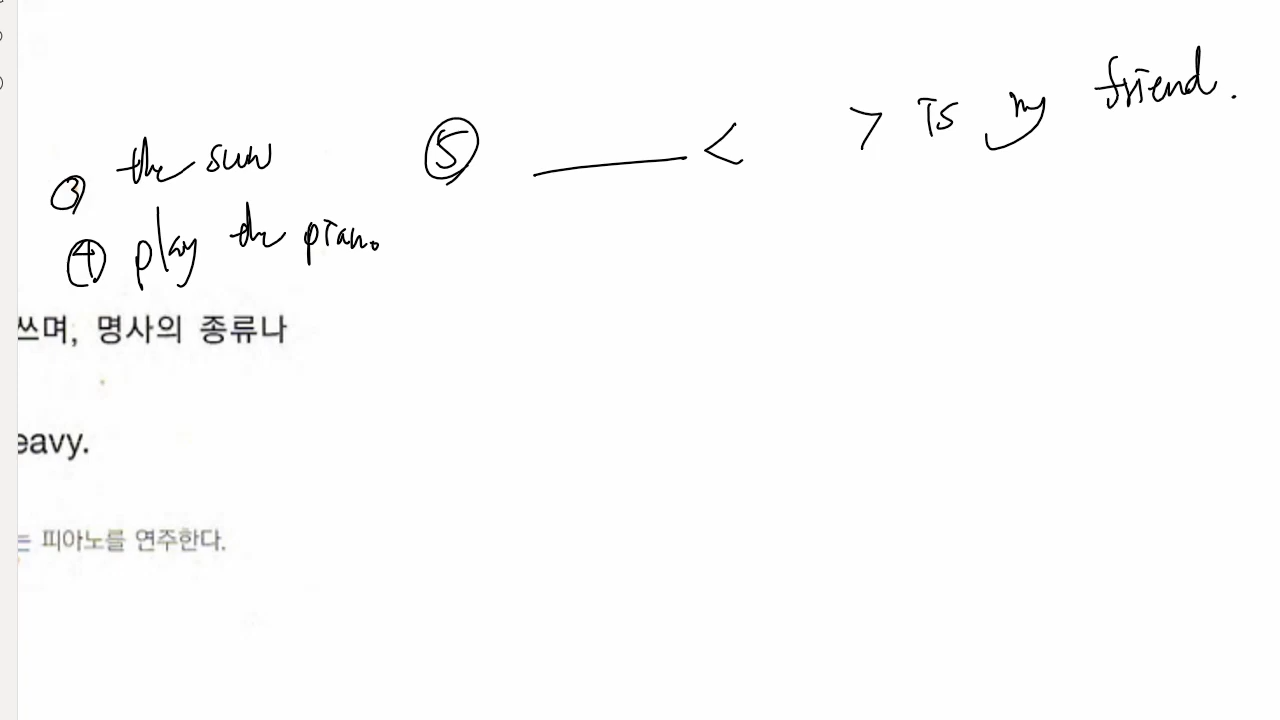 ③ the sun
④ play the piano
⑤ ____ < > is my friend.
쓰며, 명사의 종류나
eavy.
는 피아노를 연주한다.